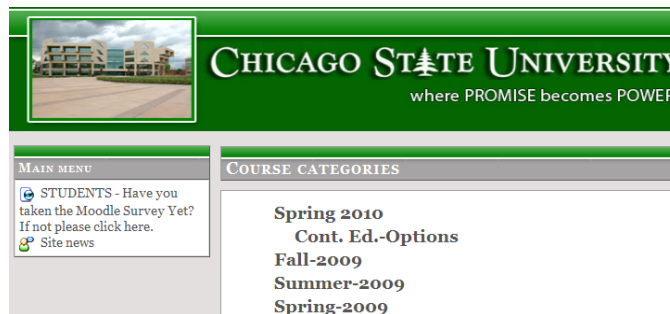 CHICAGO STATE UNIVERSITY
where PROMISE becomes POWER
MAIN MENU
STUDENTS - Have you
taken the Moodle Survey Yet?
If not please click here.
Site news
COURSE CATEGORIES
Spring 2010
Cont. Ed.-Options
Fall-2009
Summer-2009
Spring-2009